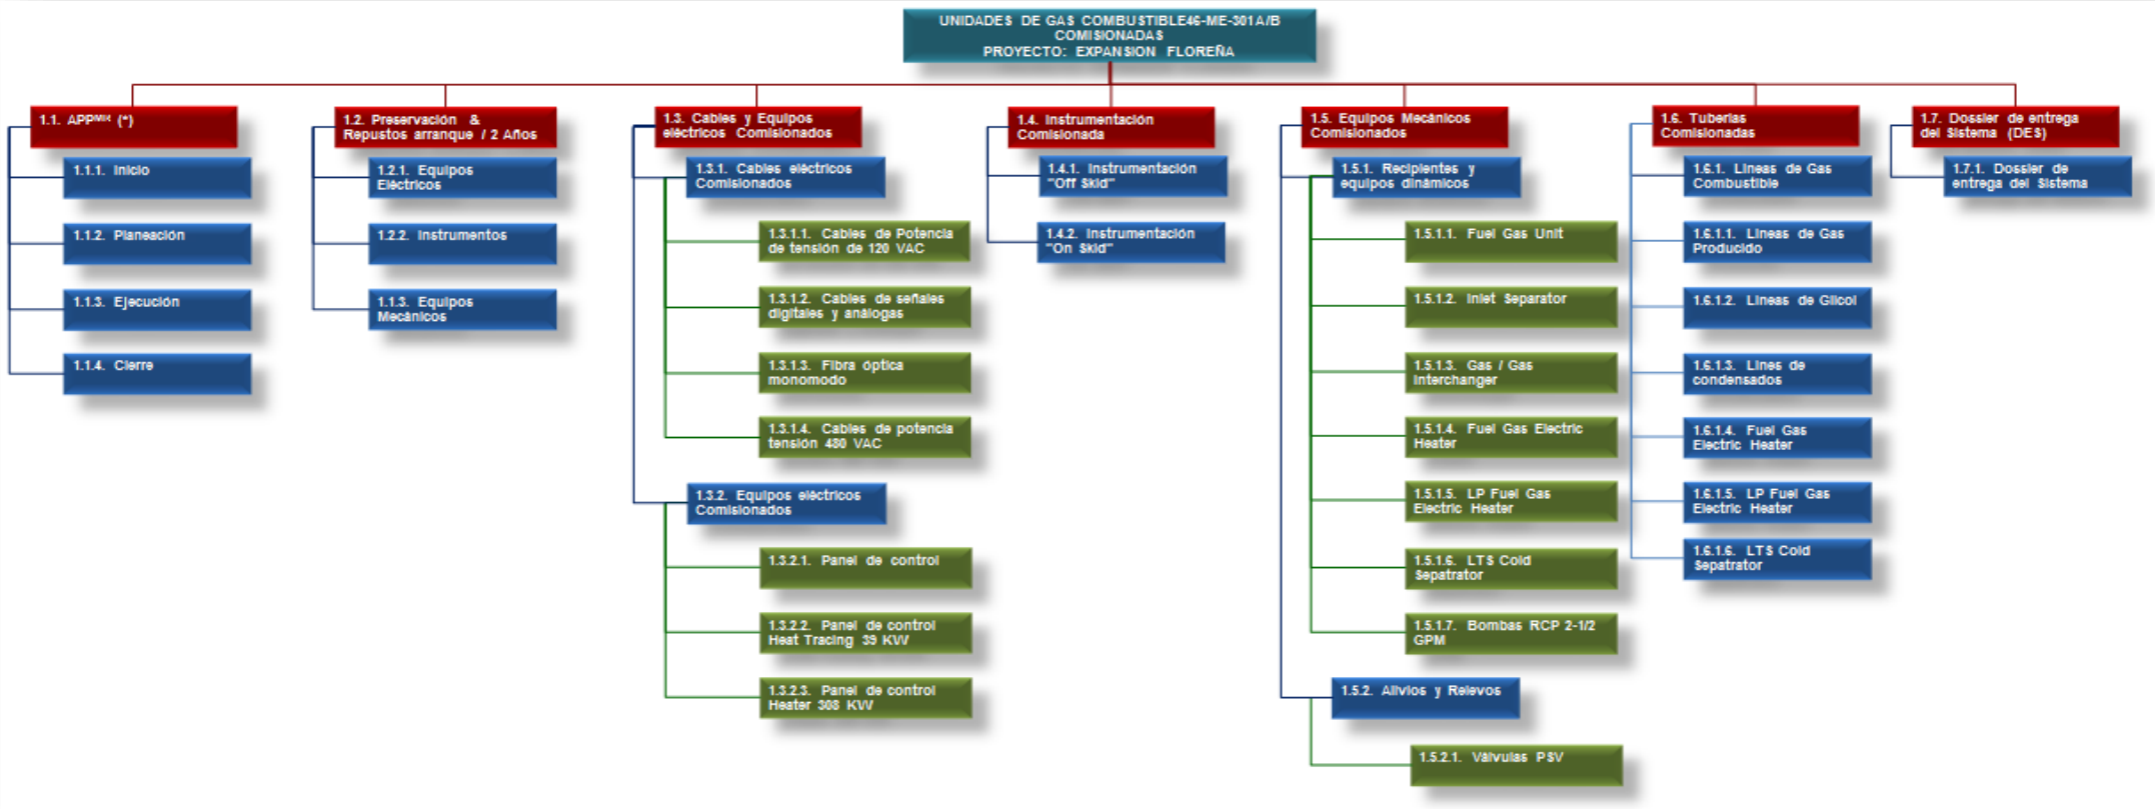 UNIDADES DE GAS COMBUSTIBLE46-ME-301A/B
COMISIONADAS
PROYECTO: EXPANSION FLOREÑA
1.1. APPᴹᴵᴿ (*)
1.1.1. Inicio
1.1.2. Planeación
1.1.3. Ejecución
1.1.4. Cierre
1.2. Preservación &
Repustos arranque / 2 Años
1.2.1. Equipos
Eléctricos
1.2.2. Instrumentos
1.1.3. Equipos
Mecánicos
1.3. Cables y Equipos
eléctricos Comisionados
1.3.1. Cables eléctricos
Comisionados
1.3.1.1. Cables de Potencia
de tensión de 120 VAC
1.3.1.2. Cables de señales
digitales y análogas
1.3.1.3. Fibra óptica
monomodo
1.3.1.4. Cables de potencia
tensión 480 VAC
1.3.2. Equipos eléctricos
Comisionados
1.3.2.1. Panel de control
1.3.2.2. Panel de control
Heat Tracing 39 KW
1.3.2.3. Panel de control
Heater 308 KW
1.4. Instrumentación
Comisionada
1.4.1. Instrumentación
"Off Skid"
1.4.2. Instrumentación
"On Skid"
1.5. Equipos Mecánicos
Comisionados
1.5.1. Recipientes y
equipos dinámicos
1.5.1.1. Fuel Gas Unit
1.5.1.2. Inlet Separator
1.5.1.3. Gas / Gas
Interchanger
1.5.1.4. Fuel Gas Electric
Heater
1.5.1.5. LP Fuel Gas
Electric Heater
1.5.1.6. LTS Cold
Sepatrator
1.5.1.7. Bombas RCP 2-1/2
GPM
1.5.2. Alivios y Relevos
1.5.2.1. Válvulas PSV
1.6. Tuberías
Comisionadas
1.6.1. Lineas de Gas
Combustible
1.6.1.1. Lineas de Gas
Producido
1.6.1.2. Lineas de Glicol
1.6.1.3. Lines de
condensados
1.6.1.4. Fuel Gas
Electric Heater
1.6.1.5. LP Fuel Gas
Electric Heater
1.6.1.6. LTS Cold
Sepatrator
1.7. Dossier de entrega
del Sistema (DES)
1.7.1. Dossier de
entrega del Sistema